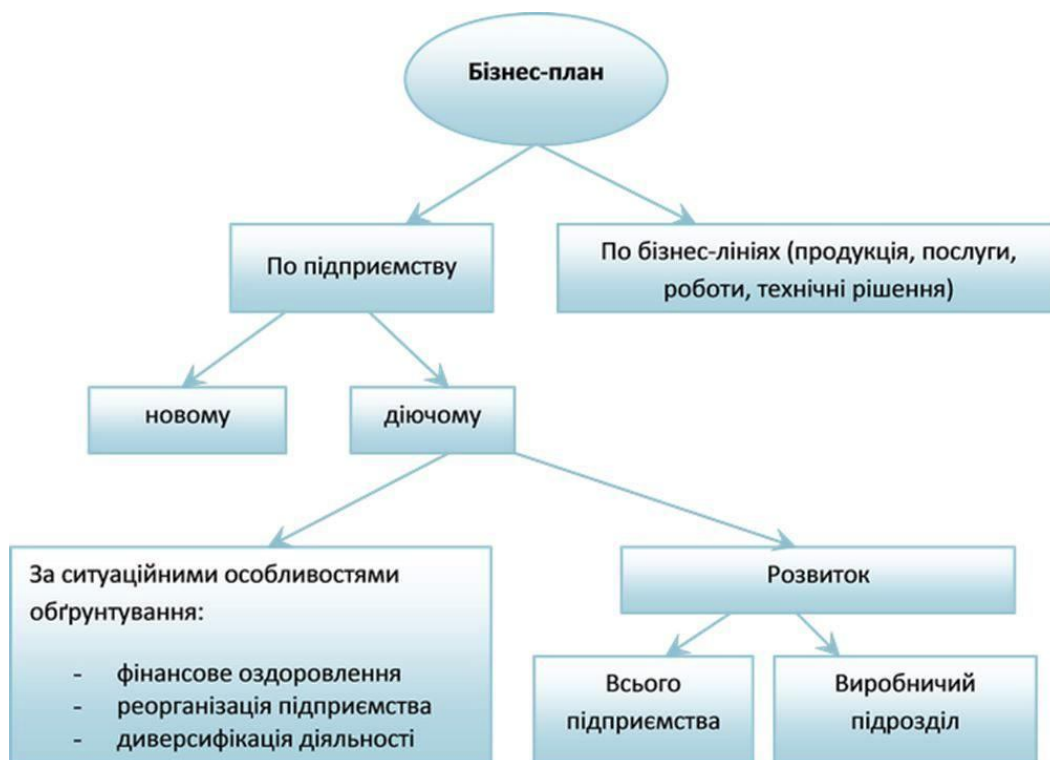 Бізнес-план
По підприємству
По бізнес-лініях (продукція, послуги,
роботи, технічні рішення)
новому
діючому
За ситуаційними особливостями
обґрунтування:
- фінансове оздоровлення
- реорганізація підприємства
- диверсифікація діяльності
Розвиток
Всього
підприємства
Виробничий
підрозділ